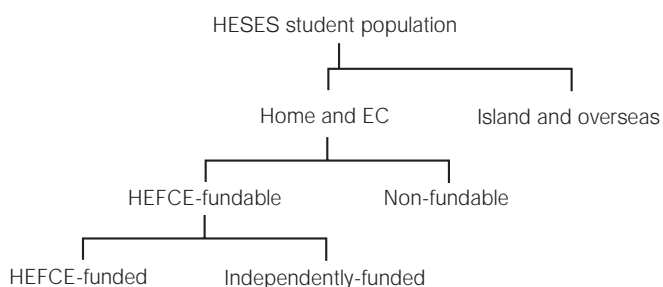 HESES student population
Home and EC
Island and overseas
HEFCE-fundable
Non-fundable
HEFCE-funded
Independently-funded